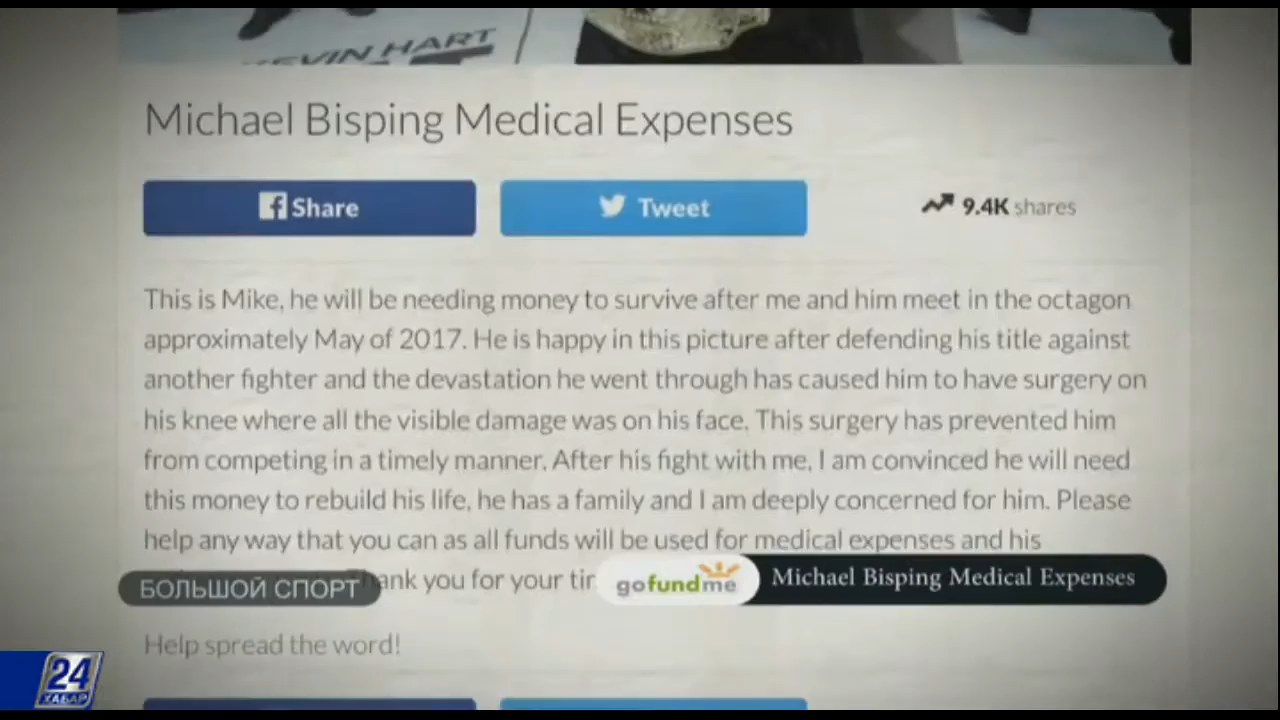 KEVIN HART
Michael Bisping Medical Expenses
Share
Tweet
9.4K shares
This is Mike, he will be needing money to survive after me and him meet in the octagon
approximately May of 2017. He is happy in this picture after defending his title against
another fighter and the devastation he went through has caused him to have surgery on
his knee where all the visible damage was on his face. This surgery has prevented him
from competing in a timely manner. After his fight with me, I am convinced he will need
this money to rebuild his life, he has a family and I am deeply concerned for him. Please
help any way that you can as all funds will be used for medical expenses and his
ank you for your
БОЛЬШОЙ СПОРТ
gofundme
Michael Bisping Medical Expenses
Help spread the word!
24
ХАБАР